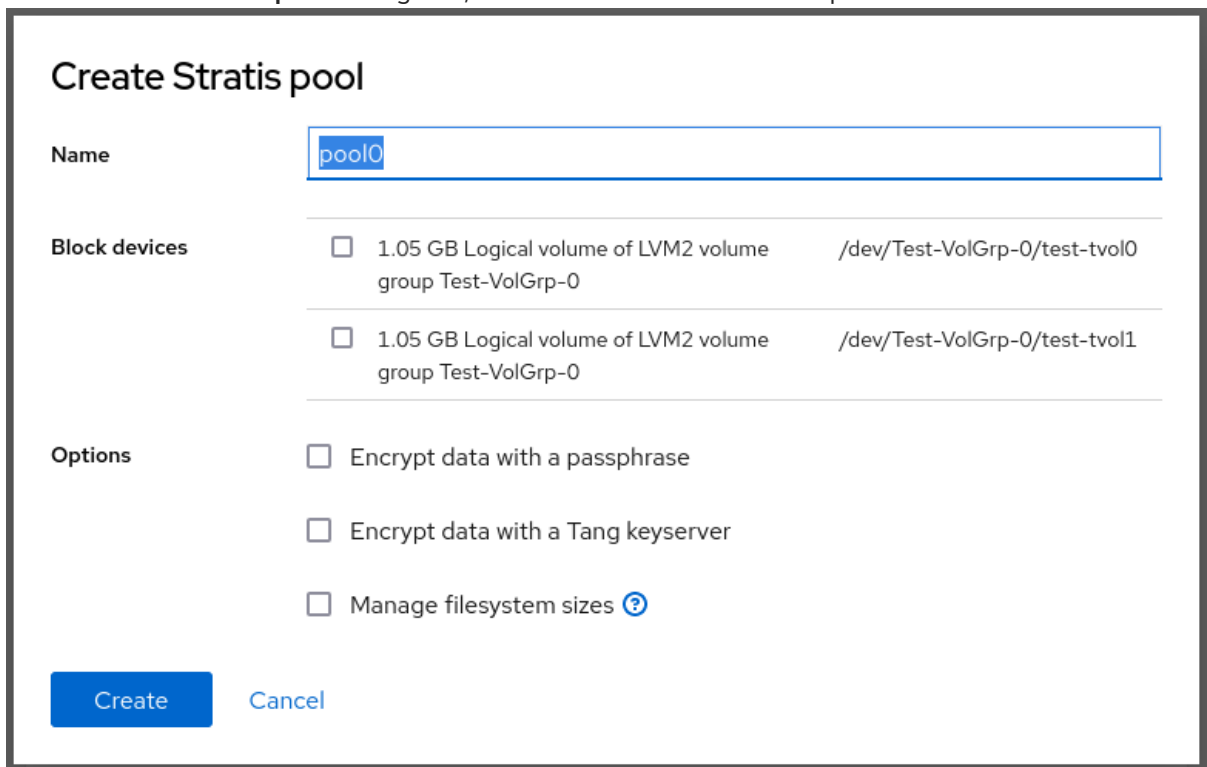 Create Stratis pool
Name
pool0
Block devices
1.05 GB Logical volume of LVM2 volume /dev/Test-VolGrp-0/test-tvol0
group Test-VolGrp-0
1.05 GB Logical volume of LVM2 volume /dev/Test-VolGrp-0/test-tvol1
group Test-VolGrp-0
Options
Encrypt data with a passphrase
Encrypt data with a Tang keyserver
Manage filesystem sizes
Create Cancel